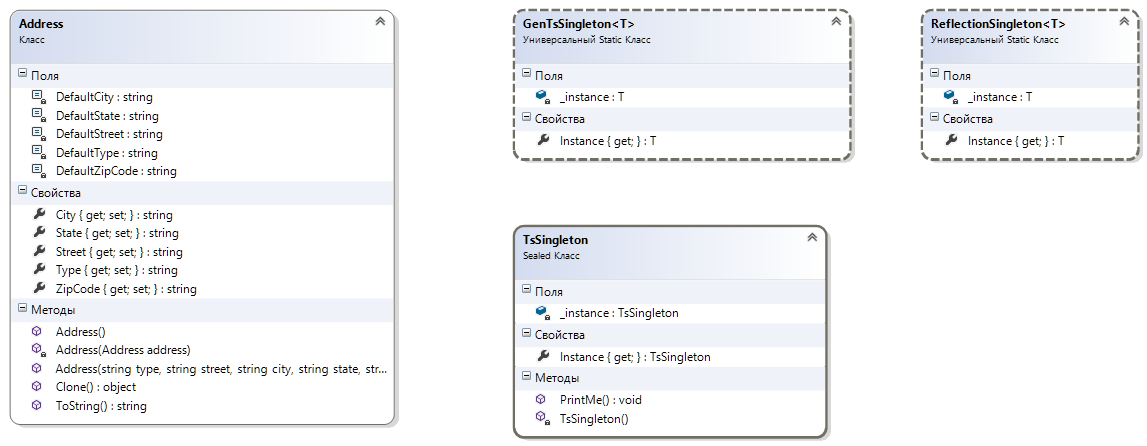 Address
Класс
Поля
DefaultCity : string
DefaultState : string
DefaultStreet : string
DefaultType : string
DefaultZipCode : string
Свойства
City { get; set; } : string
State { get; set; } : string
Street { get; set; } : string
Type { get; set; } : string
ZipCode { get; set; } : string
Методы
Address()
Address(Address address)
Address(string type, string street, string city, string state, str...
Clone() : object
ToString() : string
GenTsSingleton<T>
Универсальный Static Класс
Поля
_instance : T
Свойства
Instance { get; } : T
ReflectionSingleton<T>
Универсальный Static Класс
Поля
_instance : T
Свойства
Instance { get; } : T
TsSingleton
Sealed Класс
Поля
_instance : TsSingleton
Свойства
Instance { get; } : TsSingleton
Методы
PrintMe() : void
TsSingleton()